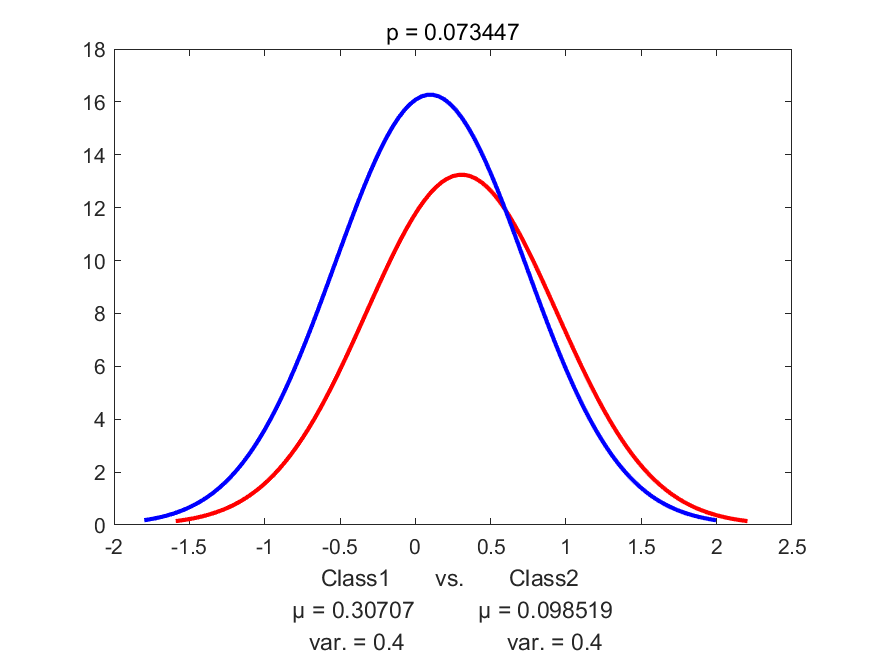 p = 0.073447
18
16
14
12
10
8
6
4
2
0
-2 -1.5 -1 -0.5 0 0.5 1 1.5 2 2.5
Class1 vs. Class2
μ = 0.30707 μ = 0.098519
var. = 0.4 var. = 0.4